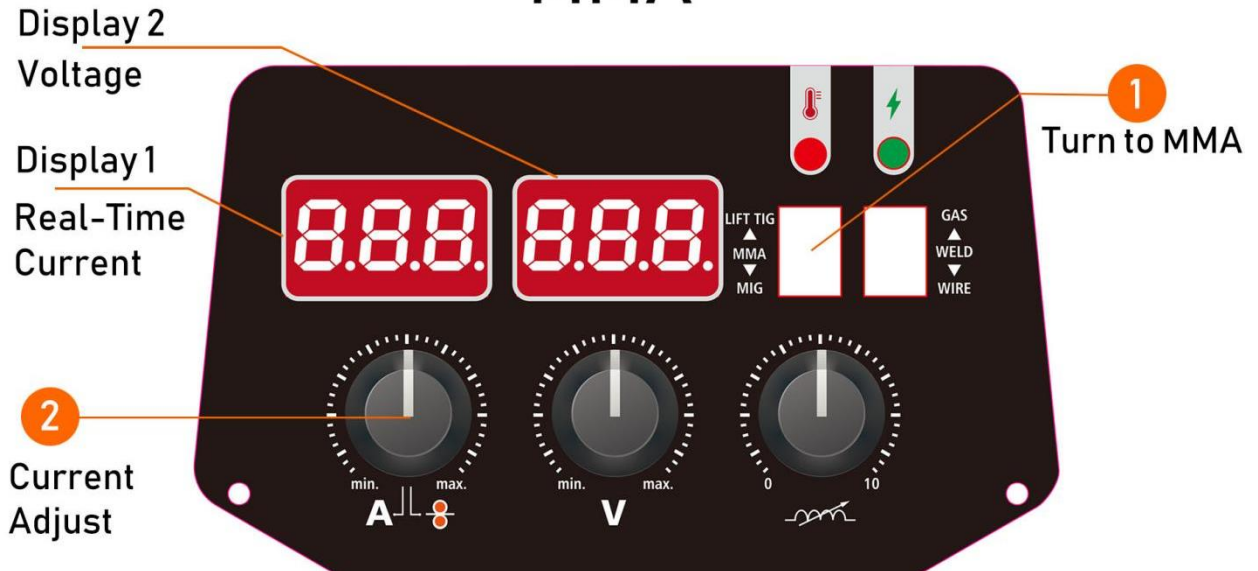 MMA
Display 2
Voltage
Display 1
Real-Time
Current
1
Turn to MMA
8.8.8.
8.8.8.
LIFT TIG
MMA
MIG
GAS
WELD
WIRE
2
Current
Adjust
min. max.
A
min. max.
V
0 10